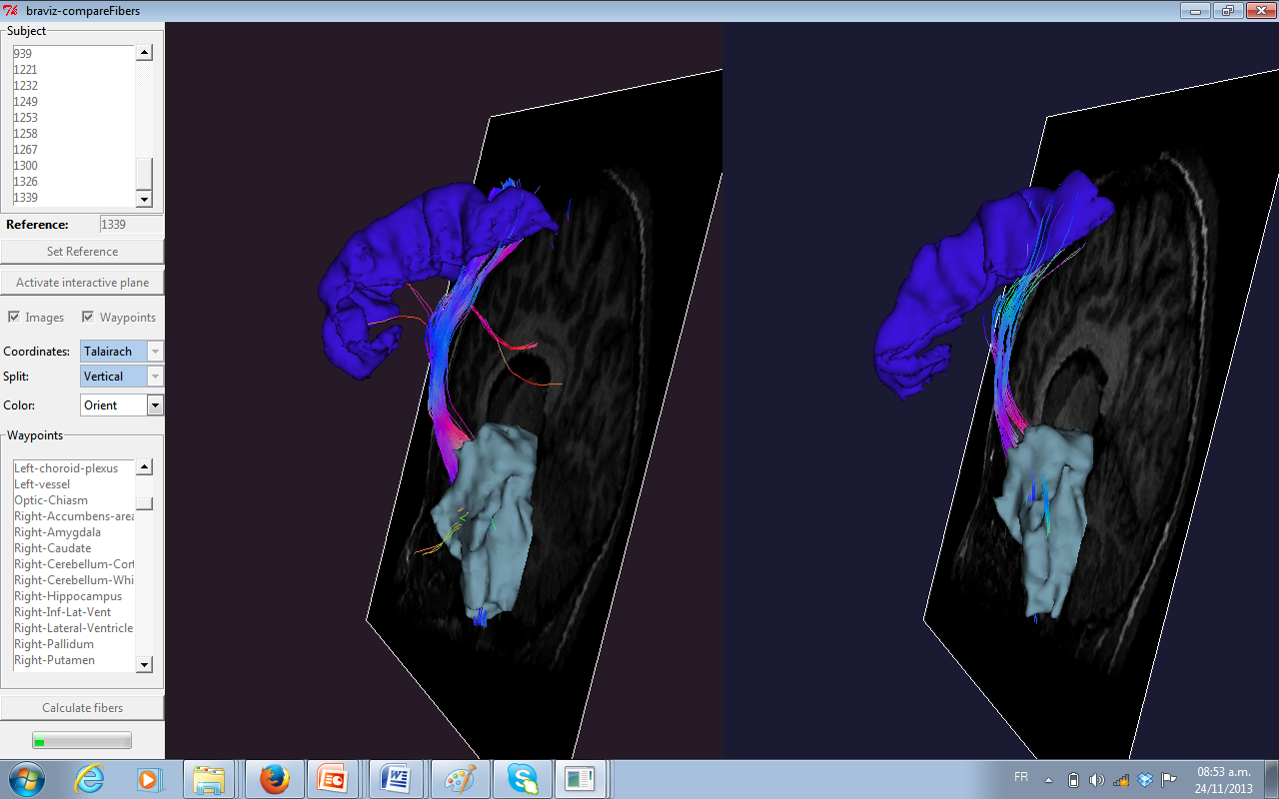 braviz-compareFibers
Subject
939
1221
1232
1249
1253
1258
1267
1300
1326
1339
Reference: 1339
Set Reference
Activate interactive plane
Images Waypoints
Coordinates: Talairach
Split: Vertical
Color: Orient
Waypoints
Left-choroid-plexus
Left-vessel
Optic-Chiasm
Right-Accumbens-area
Right-Amygdala
Right-Caudate
Right-Cerebellum-Cort
Right-Cerebellum-Whi
Right-Hippocampus
Right-Inf-Lat-Vent
Right-Lateral-Ventricle
Right-Pallidum
Right-Putamen
Calculate fibers
FR 08:53 a.m.
24/11/2013